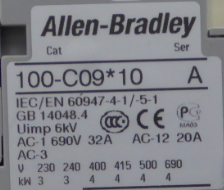 Allen-Bradley
Cat Ser
100-C09*10 A
IEC/EN 60947-4-1/-5-1
GB 14048.4
Uimp 6kV
CCC CE
AC-1 690V 32A AC-12 20A
AC-3
V 230 240 400 415 500 690
kW 3 3 4 4 4 4